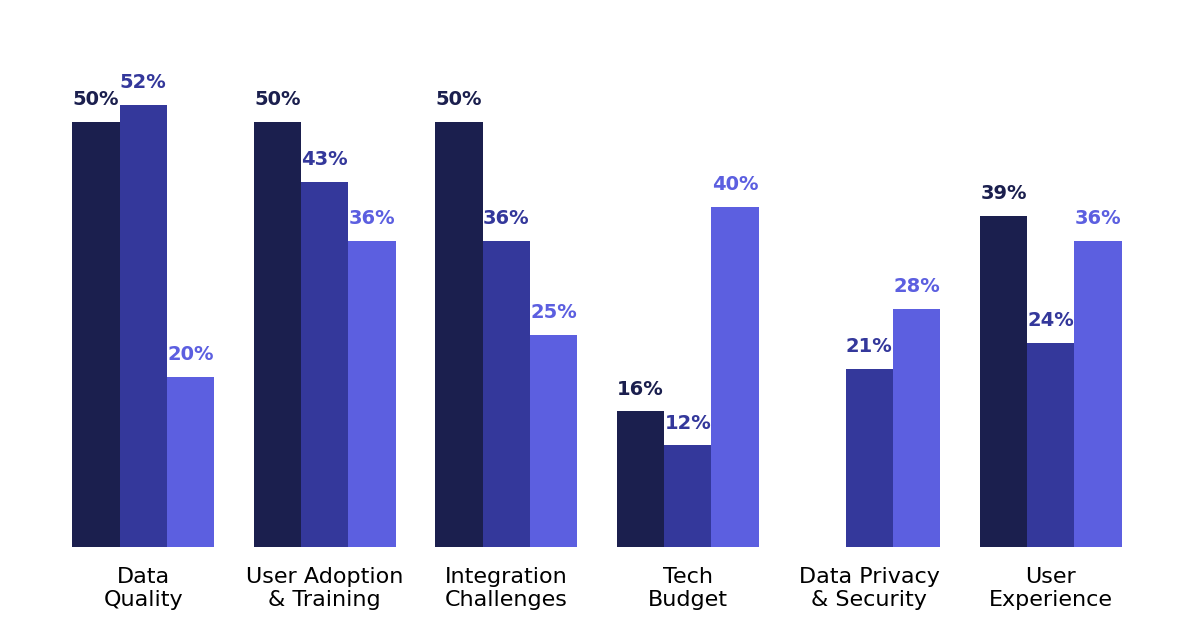 50% 52% 20%
50% 43% 36%
50% 36% 25%
16% 12% 40%
21% 28%
39% 24% 36%
Data
Quality
User Adoption
& Training
Integration
Challenges
Tech
Budget
Data Privacy
& Security
User
Experience